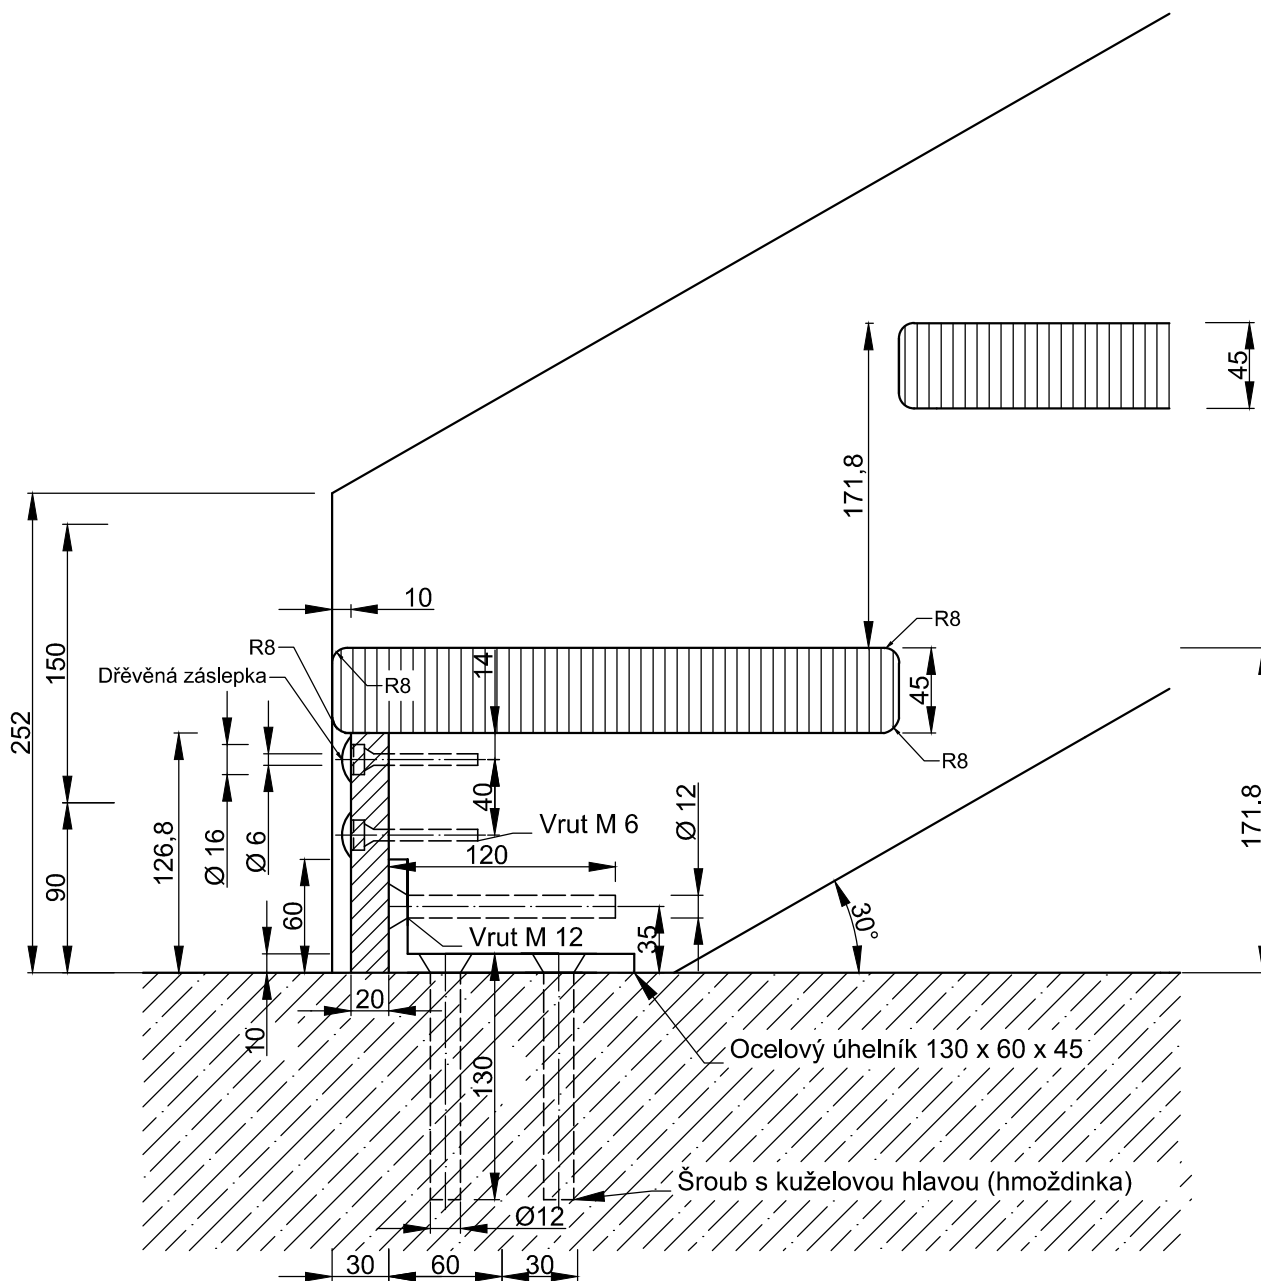 45
171,8
252
150
10
R8
R8
14
R8
45
Dřěvěná záslepka
R8
40
Vrut M 6
Ø 12
171,8
126,8
Ø 16
Ø 6
120
90
60
Vrut M 12
35
30°
20
10
130
Ocelový úhelník 130 x 60 x 45
Šroub s kuželovou hlavou (hmoždinka)
Ø12
30
60
30